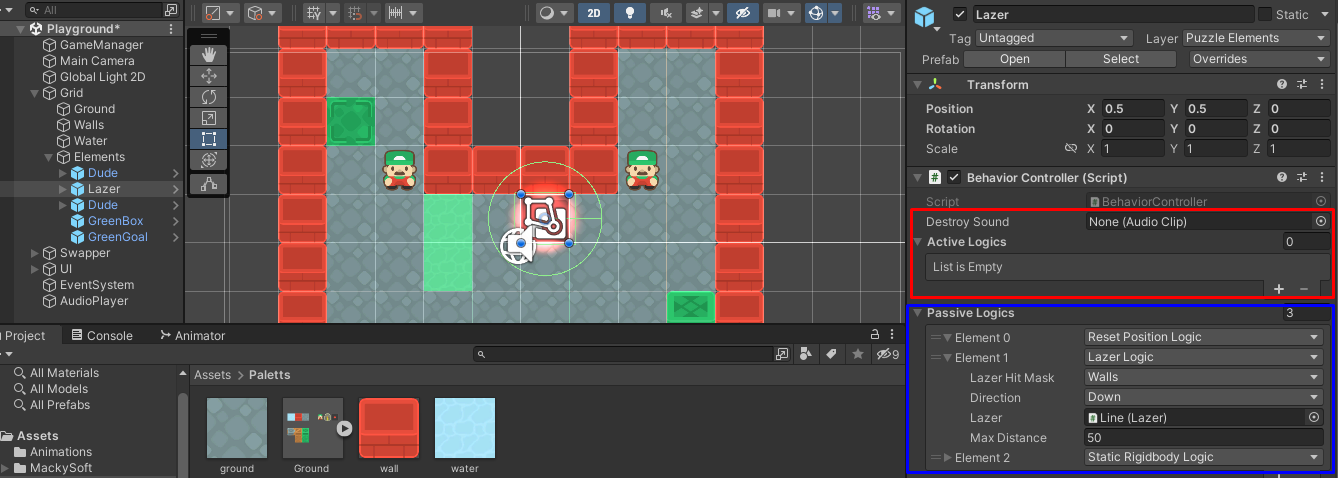 All
Playground*
GameManager
Main Camera
Global Light 2D
Grid
Ground
Walls
Water
Elements
Dude
Lazer
Dude
GreenBox
GreenGoal
Swapper
UI
EventSystem
AudioPlayer
2D
Project
Console
Animator
9
All Materials
All Models
All Prefabs
Assets
Animations
MackySoft
Assets > Paletts
ground
Ground
wall
water
Lazer
Static
Tag Untagged Layer Puzzle Elements
Prefab Open Select Overrides
Transform
Position X 0.5 Y 0.5 Z 0
Rotation X 0 Y 0 Z 0
Scale X 1 Y 1 Z 1
# Behavior Controller (Script)
Script BehaviorController
Destroy Sound None (Audio Clip)
Active Logics 0
List is Empty
+ −
Passive Logics 3
Element 0 Reset Position Logic
Element 1 Lazer Logic
Lazer Hit Mask Walls
Direction Down
Lazer Line (Lazer)
Max Distance 50
Element 2 Static Rigidbody Logic